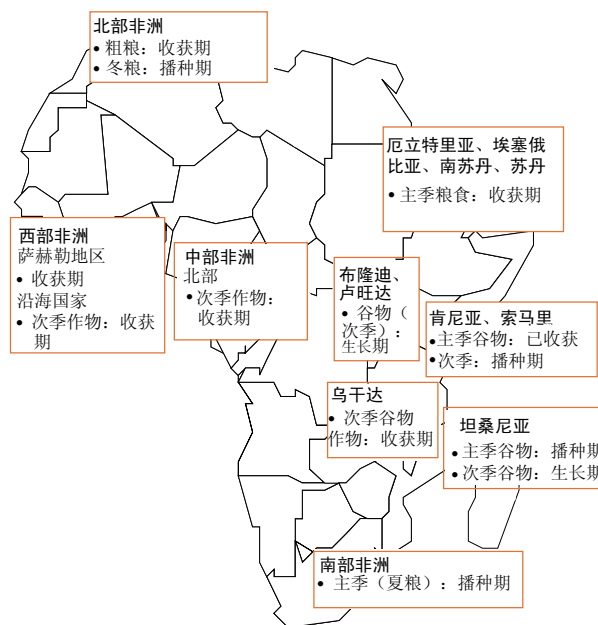 北部非洲
• 粗粮：收获期
• 冬粮：播种期
厄立特里亚、埃塞俄
比亚、南苏丹、苏丹
• 主季粮食：收获期
西部非洲
萨赫勒地区
• 收获期
沿海国家
• 次季作物：收获
期
中部非洲
北部
• 次季作物：
收获期
布隆迪、
卢旺达
• 谷物（
次季）：
生长期
肯尼亚、索马里
• 主季谷物：已收获
• 次季：播种期
乌干达
• 次季谷物
作物：收获期
坦桑尼亚
• 主季谷物：播种期
• 次季谷物：生长期
南部非洲
• 主季（夏粮）：播种期